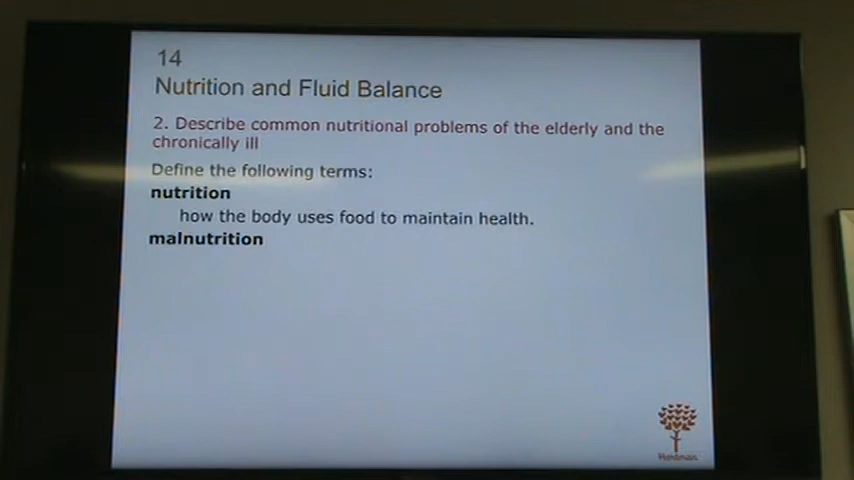 14
Nutrition and Fluid Balance
2. Describe common nutritional problems of the elderly and the
chronically ill
Define the following terms:
nutrition
how the body uses food to maintain health.
malnutrition
Hartman